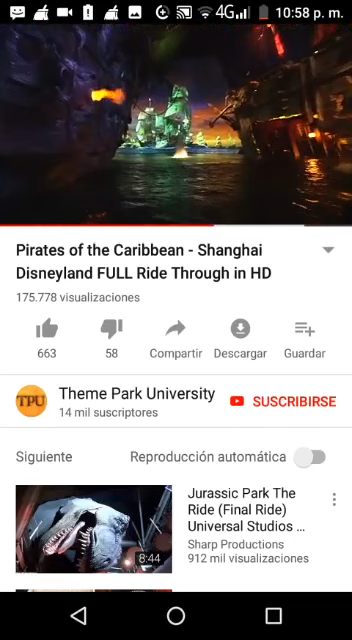 4G 10:58 p. m.
Pirates of the Caribbean - Shanghai
Disneyland FULL Ride Through in HD
175.778 visualizaciones
663 58 Compartir Descargar Guardar
TPU
Theme Park University
14 mil suscriptores
SUSCRIBIRSE
Siguiente Reproducción automática
8:44
Jurassic Park The
Ride (Final Ride)
Universal Studios ...
Sharp Productions
912 mil visualizaciones